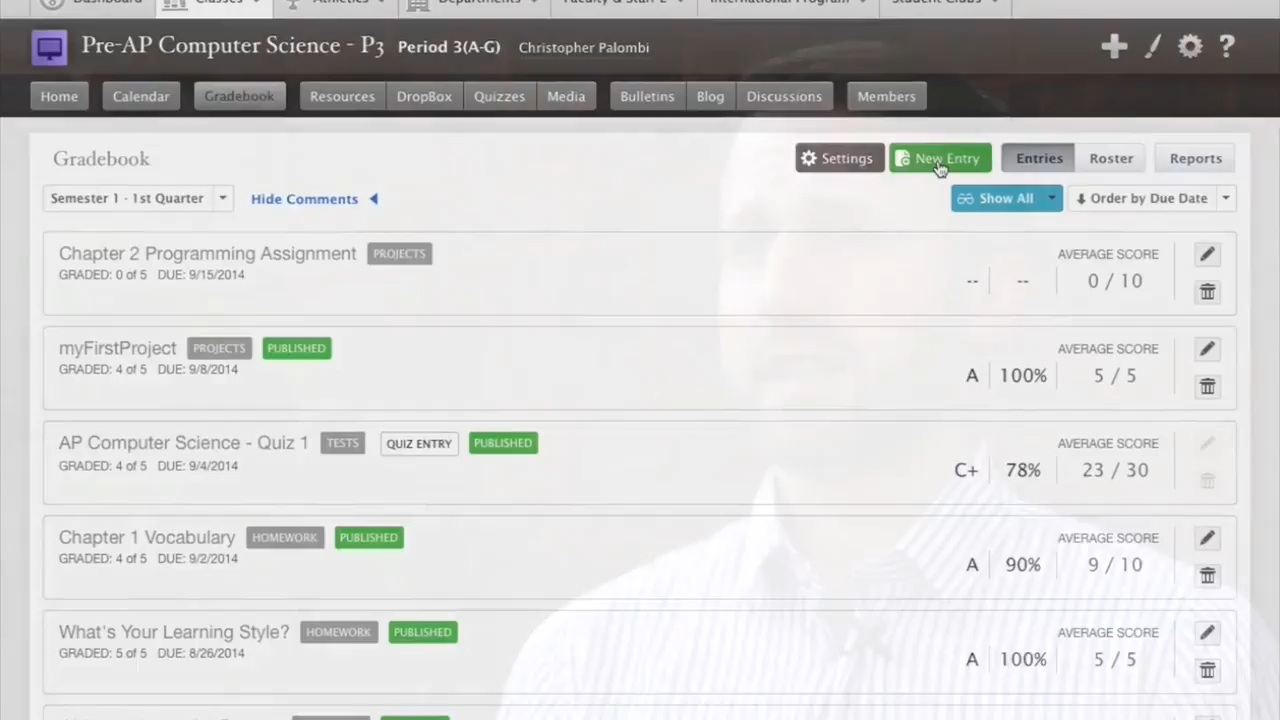 Dashboard Classes Athletics Departments Faculty & Staff 2 International Program Student Clubs
Pre-AP Computer Science - P3 Period 3(A-G) Christopher Palombi
Home Calendar Gradebook Resources DropBox Quizzes Media Bulletins Blog Discussions Members
Gradebook Settings New Entry Entries Roster Reports
Semester 1 - 1st Quarter Hide Comments Show All Order by Due Date
Chapter 2 Programming Assignment PROJECTS AVERAGE SCORE
GRADED: 0 of 5 DUE: 9/15/2014 -- -- 0 / 10
myFirstProject PROJECTS PUBLISHED AVERAGE SCORE
GRADED: 4 of 5 DUE: 9/8/2014 A 100% 5 / 5
AP Computer Science - Quiz 1 TESTS QUIZ ENTRY PUBLISHED AVERAGE SCORE
GRADED: 4 of 5 DUE: 9/4/2014 C+ 78% 23 / 30
Chapter 1 Vocabulary HOMEWORK PUBLISHED AVERAGE SCORE
GRADED: 4 of 5 DUE: 9/2/2014 A 90% 9 / 10
What's Your Learning Style? HOMEWORK PUBLISHED AVERAGE SCORE
GRADED: 5 of 5 DUE: 8/26/2014 A 100% 5 / 5